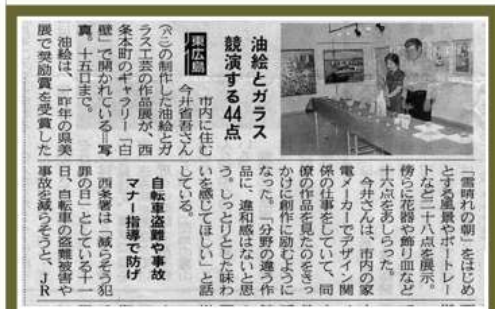 油絵とガラス
競演する44点
東広島
市内に住む
今井省吾さん
(六二)の制作した油絵とガ
ラス工芸の作品展が、西
条本町のギャラリー「白
壁」で開かれている＝写
真。十五日まで。
油絵は、一昨年の県美
展で奨励賞を受賞した
「雪晴れの朝」をはじめ
とする風景やポートレー
トなど二十八点を展示。
傍らに花器や飾り皿など
十六点をあしらった。
今井さんは、市内の家
電メーカーでデザイン関
係の仕事をしていて、同
僚の作品を見たのをきっ
かけに創作に励むように
なった。「分野の違う作
品に、違和感はないと思
う。しっとりとした味わ
いを感じてほしい」と話
している。
自転車盗難や事故
マナー指導で防げ
西条署は「減らそう犯
罪の日」としている十一
日、自転車の盗難被害や
事故を減らそうと、JR